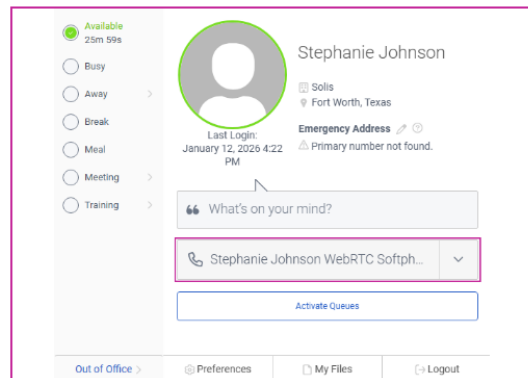 Available
25m 59s
Busy
Away
Break
Meal
Meeting
Training
Stephanie Johnson
Solis
Fort Worth, Texas
Emergency Address
Primary number not found.
Last Login:
January 12, 2026 4:22
PM
What's on your mind?
Stephanie Johnson WebRTC Softph...
Activate Queues
Out of Office
Preferences
My Files
Logout